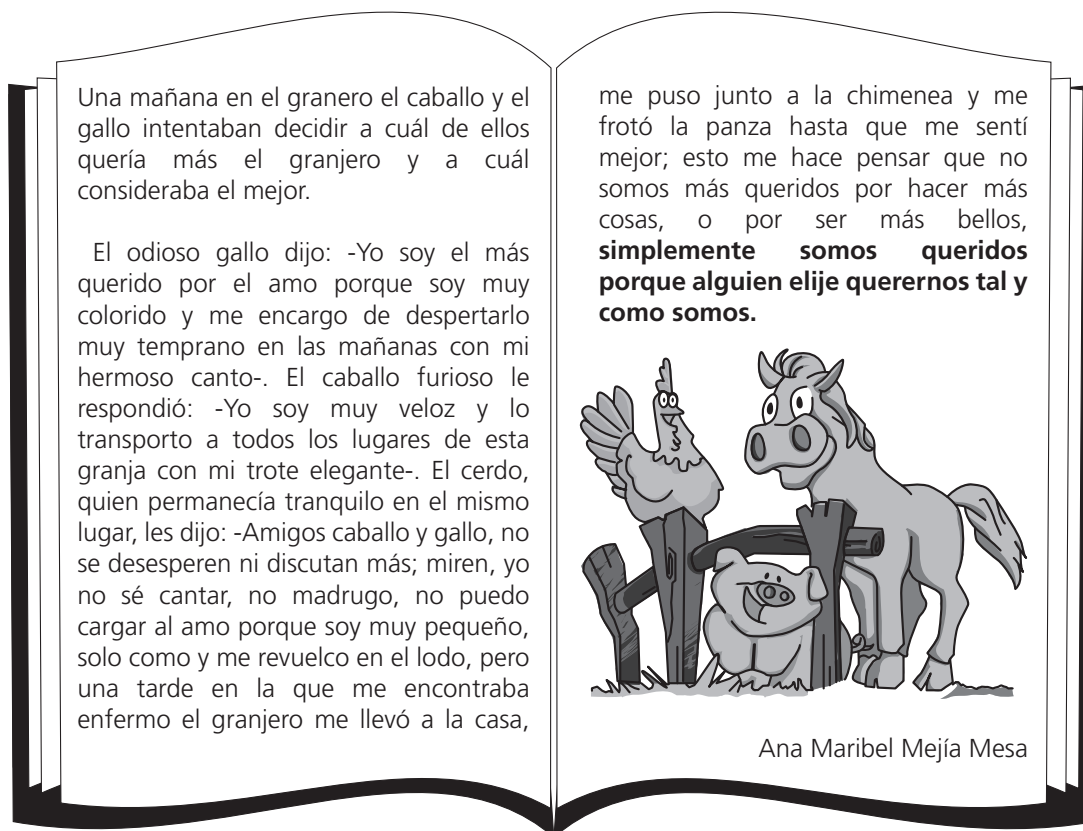 Una mañana en el granero el caballo y el
gallo intentaban decidir a cuál de ellos
quería más el granjero y a cuál
consideraba el mejor.
El odioso gallo dijo: -Yo soy el más
querido por el amo porque soy muy
colorido y me encargo de despertarlo
muy temprano en las mañanas con mi
hermoso canto-. El caballo furioso le
respondió: -Yo soy muy veloz y lo
transporto a todos los lugares de esta
granja con mi trote elegante-. El cerdo,
quien permanecía tranquilo en el mismo
lugar, les dijo: -Amigos caballo y gallo, no
se desesperen ni discutan más; miren, yo
no sé cantar, no madrugo, no puedo
cargar al amo porque soy muy pequeño,
solo como y me revuelco en el lodo, pero
una tarde en la que me encontraba
enfermo el granjero me llevó a la casa,
me puso junto a la chimenea y me
frotó la panza hasta que me sentí
mejor; esto me hace pensar que no
somos más queridos por hacer más
cosas, o por ser más bellos,
simplemente somos queridos
porque alguien elije querernos tal y
como somos.
Ana Maribel Mejía Mesa